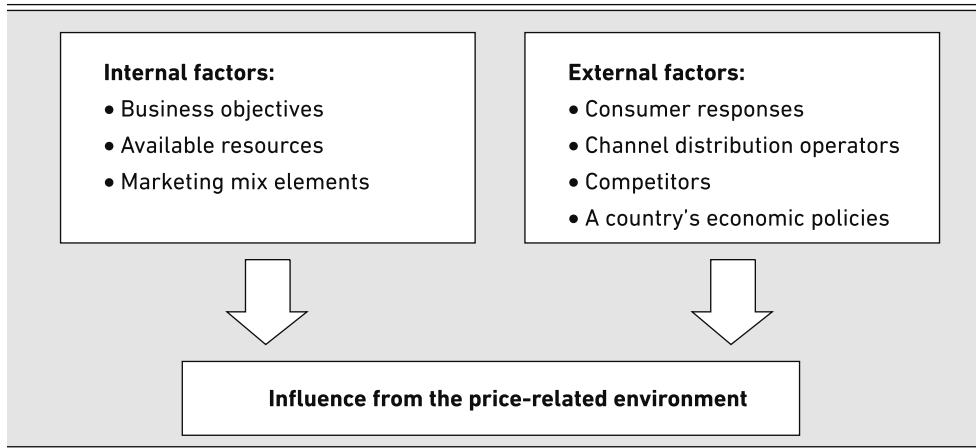 Internal factors:
• Business objectives
• Available resources
• Marketing mix elements
External factors:
• Consumer responses
• Channel distribution operators
• Competitors
• A country's economic policies
Influence from the price-related environment